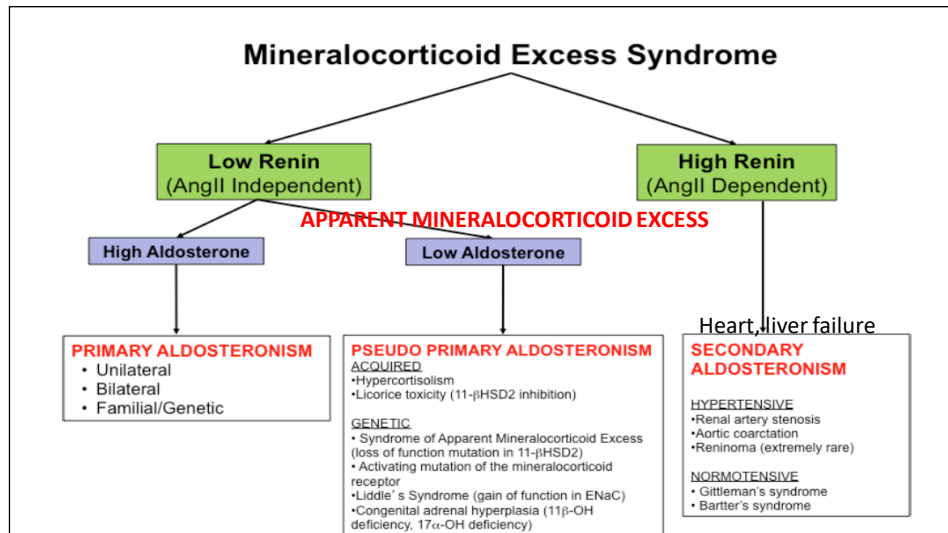 Mineralocorticoid Excess Syndrome
Low Renin
(AngII Independent)
High Renin
(AngII Dependent)
APPARENT MINERALOCORTICOID EXCESS
High Aldosterone
Low Aldosterone
Heart, liver failure
PRIMARY ALDOSTERONISM
• Unilateral
• Bilateral
• Familial/Genetic
PSEUDO PRIMARY ALDOSTERONISM
ACQUIRED
•Hypercortisolism
•Licorice toxicity (11-βHSD2 inhibition)
GENETIC
• Syndrome of Apparent Mineralocorticoid Excess
(loss of function mutation in 11-βHSD2)
• Activating mutation of the mineralocorticoid
receptor
•Liddle's Syndrome (gain of function in ENaC)
•Congenital adrenal hyperplasia (11β-OH
deficiency, 17α-OH deficiency)
SECONDARY
ALDOSTERONISM
HYPERTENSIVE
•Renal artery stenosis
•Aortic coarctation
•Reninoma (extremely rare)
NORMOTENSIVE
• Gittleman's syndrome
• Bartter's syndrome